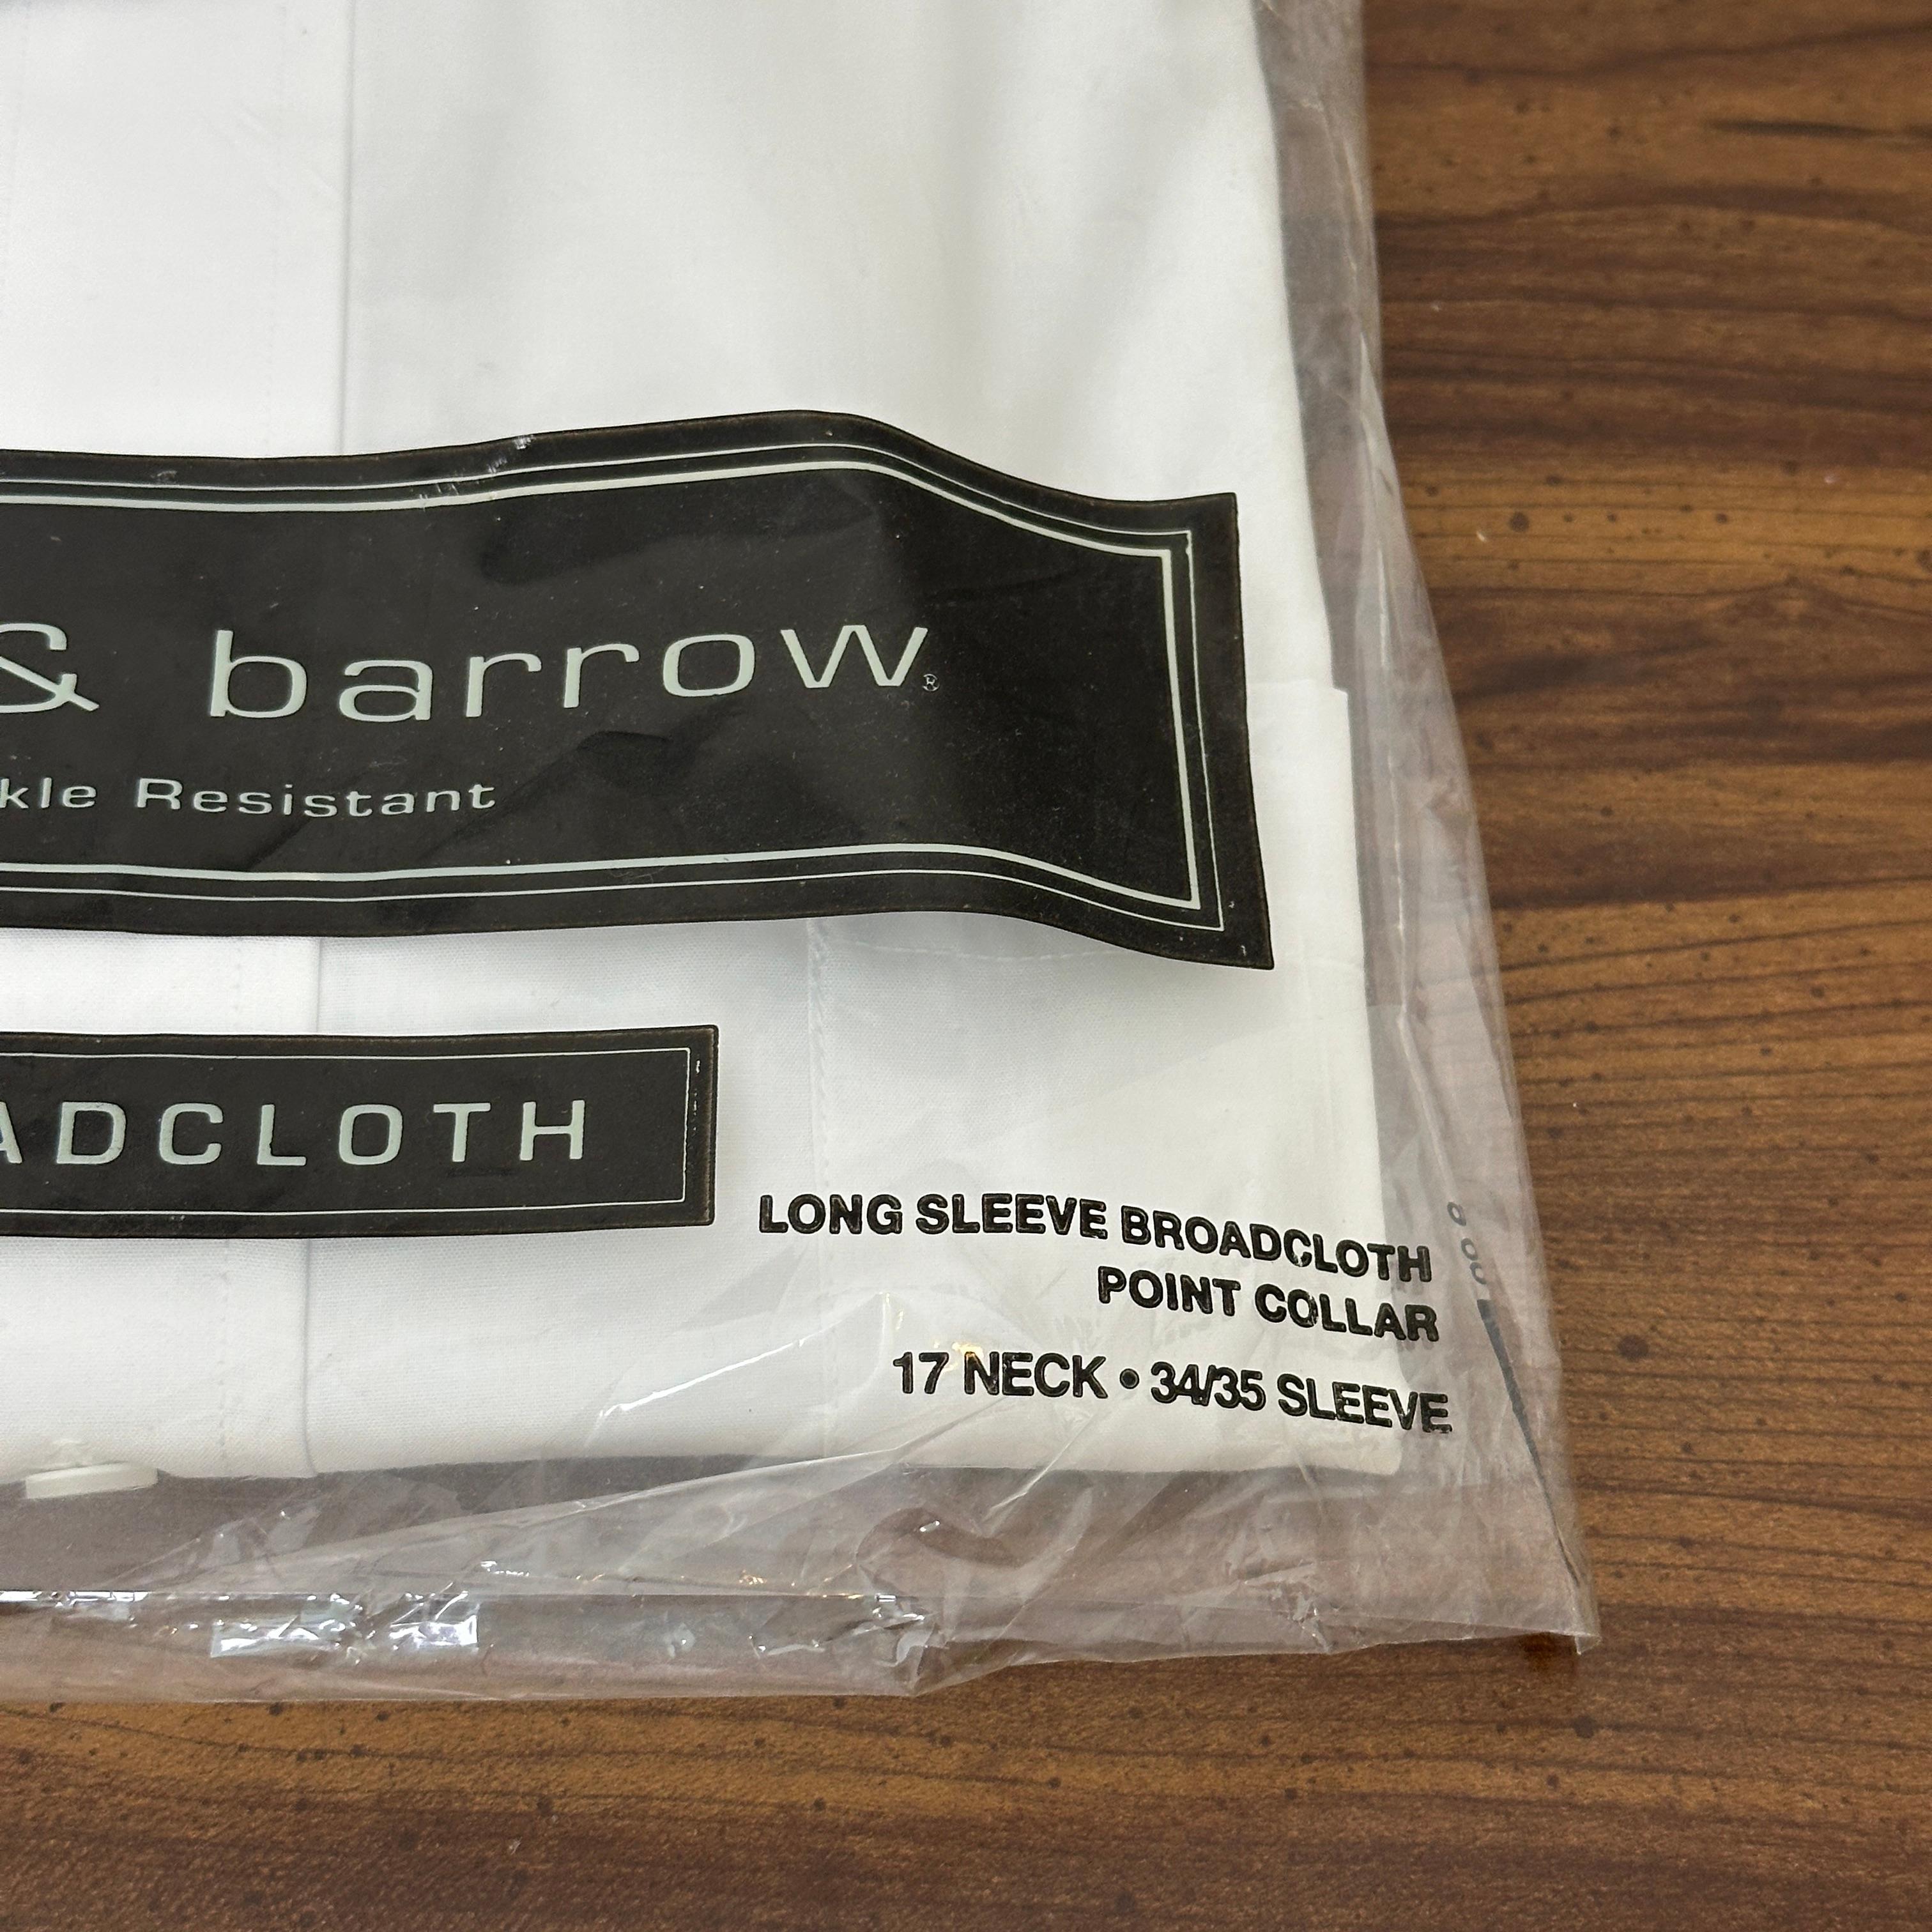 & barrow®
kle Resistant
ADCLOTH
LONG SLEEVE BROADCLOTH
POINT COLLAR
17 NECK • 34/35 SLEEVE